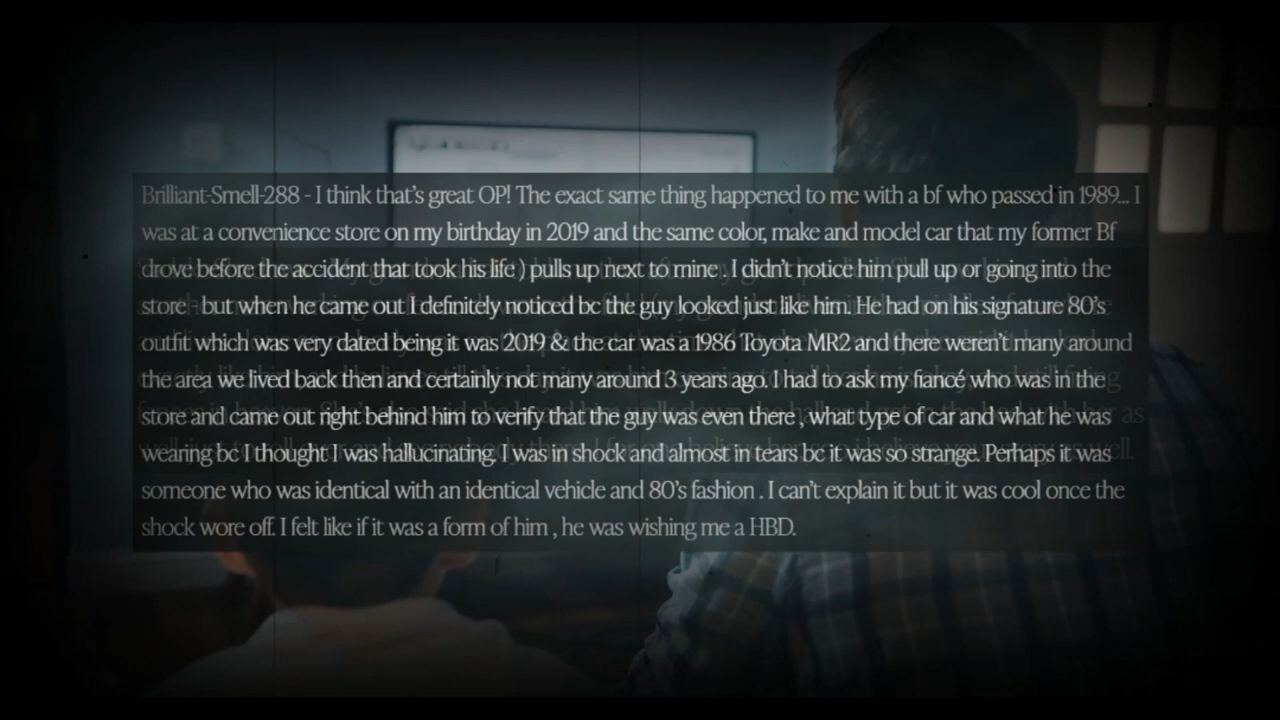 Brilliant-Smell-288 - I think that's great OP! The exact same thing happened to me with a bf who passed in 1989... I
was at a convenience store on my birthday in 2019 and the same color, make and model car that my former Bf
drove before the accident that took his life ) pulls up next to mine . I didn't notice him pull up or going into the
store but when he came out I definitely noticed bc the guy looked just like him. He had on his signature 80's
outfit which was very dated being it was 2019 & the car was a 1986 Toyota MR2 and there weren't many around
the area we lived back then and certainly not many around 3 years ago. I had to ask my fiancé who was in the
store and came out right behind him to verify that the guy was even there , what type of car and what he was
wearing bc I thought I was hallucinating. I was in shock and almost in tears bc it was so strange. Perhaps it was
someone who was identical with an identical vehicle and 80's fashion . I can't explain it but it was cool once the
shock wore off. I felt like if it was a form of him , he was wishing me a HBD.